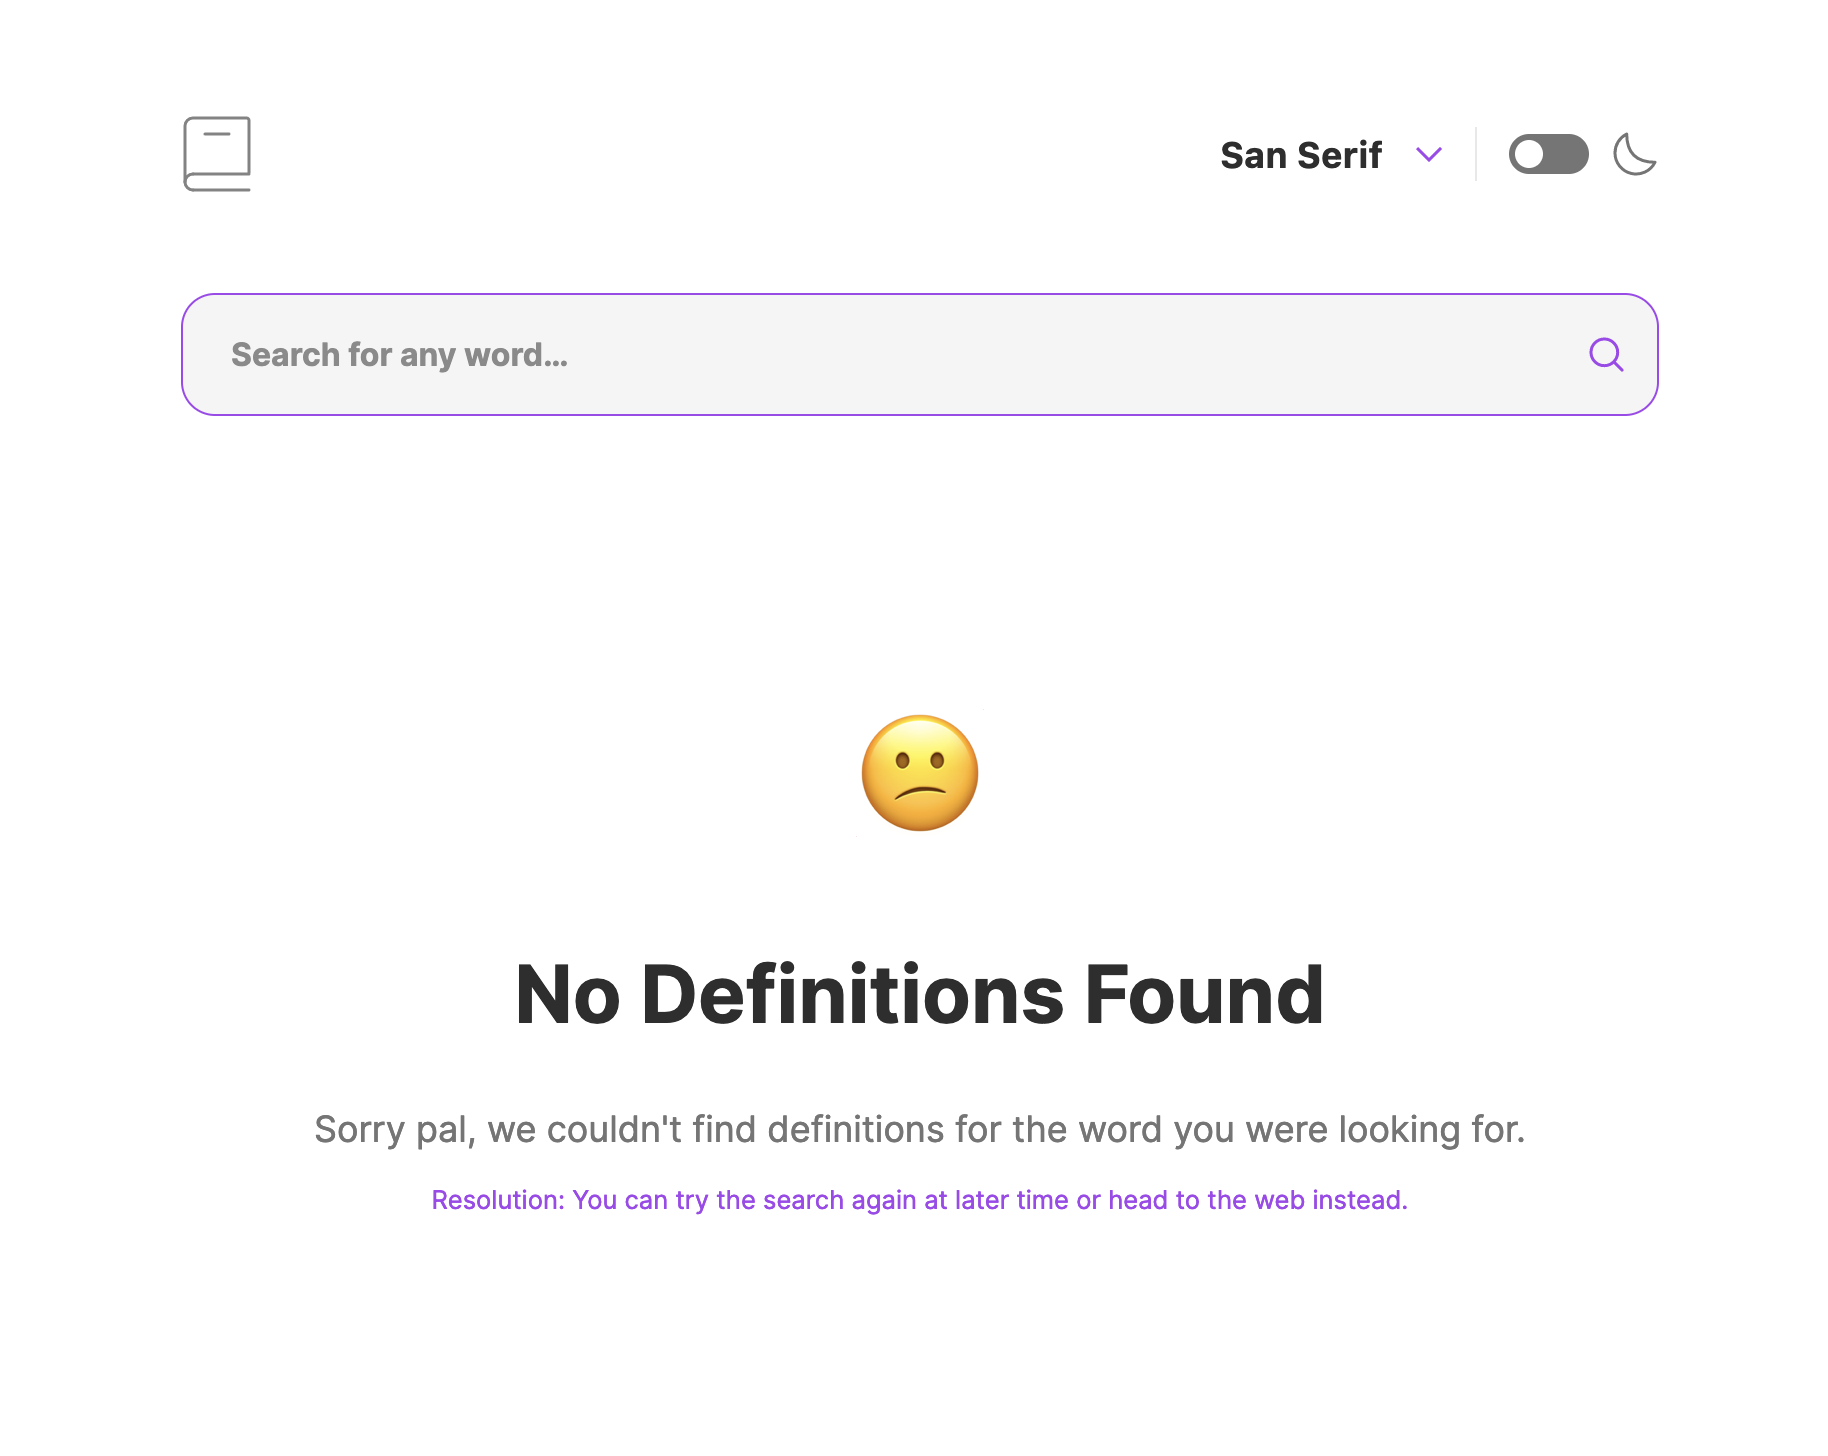 San Serif
Search for any word…
No Definitions Found
Sorry pal, we couldn't find definitions for the word you were looking for.
Resolution: You can try the search again at later time or head to the web instead.